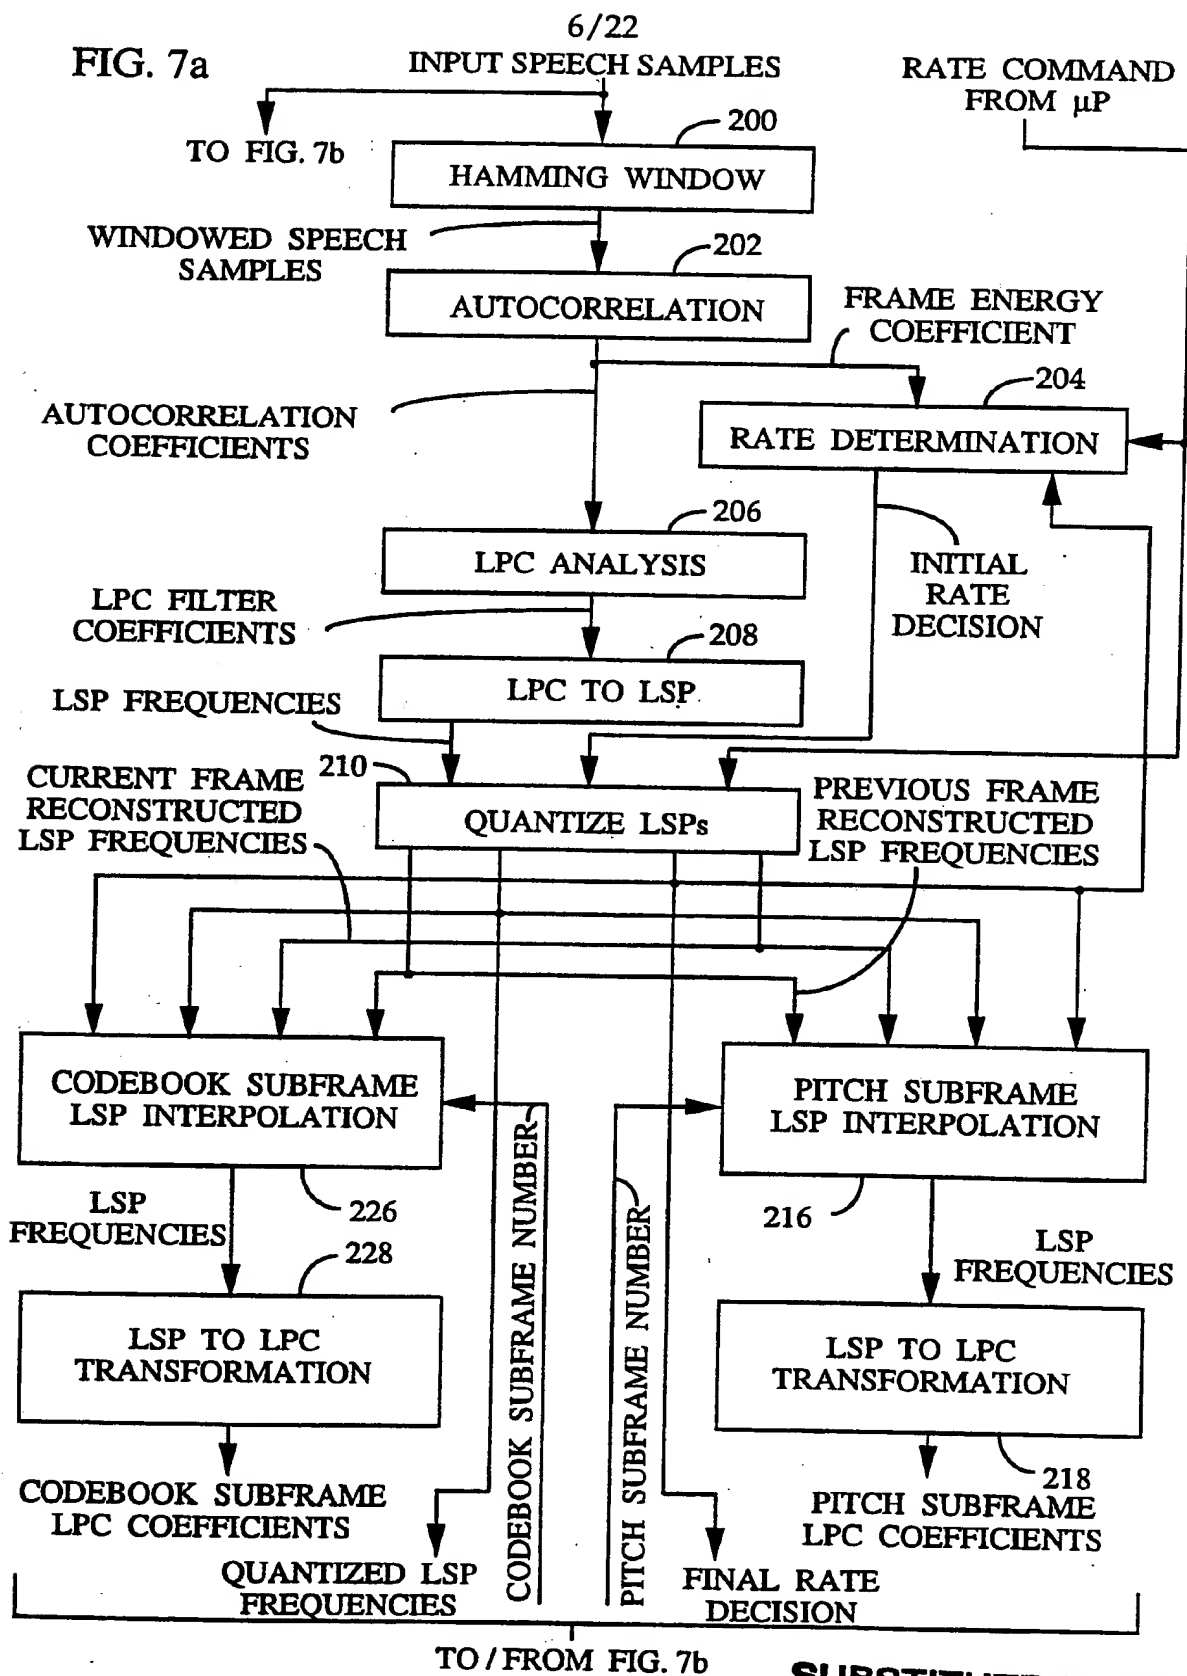 6/22
FIG. 7a
INPUT SPEECH SAMPLES
RATE COMMAND
FROM µP
TO FIG. 7b
200
HAMMING WINDOW
WINDOWED SPEECH
SAMPLES
202
AUTOCORRELATION
FRAME ENERGY
COEFFICIENT
204
AUTOCORRELATION
COEFFICIENTS
RATE DETERMINATION
206
LPC ANALYSIS
INITIAL
RATE
DECISION
LPC FILTER
COEFFICIENTS
208
LPC TO LSP
LSP FREQUENCIES
210
CURRENT FRAME
RECONSTRUCTED
LSP FREQUENCIES
QUANTIZE LSPs
PREVIOUS FRAME
RECONSTRUCTED
LSP FREQUENCIES
CODEBOOK SUBFRAME
LSP INTERPOLATION
PITCH SUBFRAME
LSP INTERPOLATION
226
216
LSP
FREQUENCIES
LSP
FREQUENCIES
228
CODEBOOK SUBFRAME NUMBER
PITCH SUBFRAME NUMBER
LSP TO LPC
TRANSFORMATION
LSP TO LPC
TRANSFORMATION
218
CODEBOOK SUBFRAME
LPC COEFFICIENTS
PITCH SUBFRAME
LPC COEFFICIENTS
QUANTIZED LSP
FREQUENCIES
FINAL RATE
DECISION
TO / FROM FIG. 7b